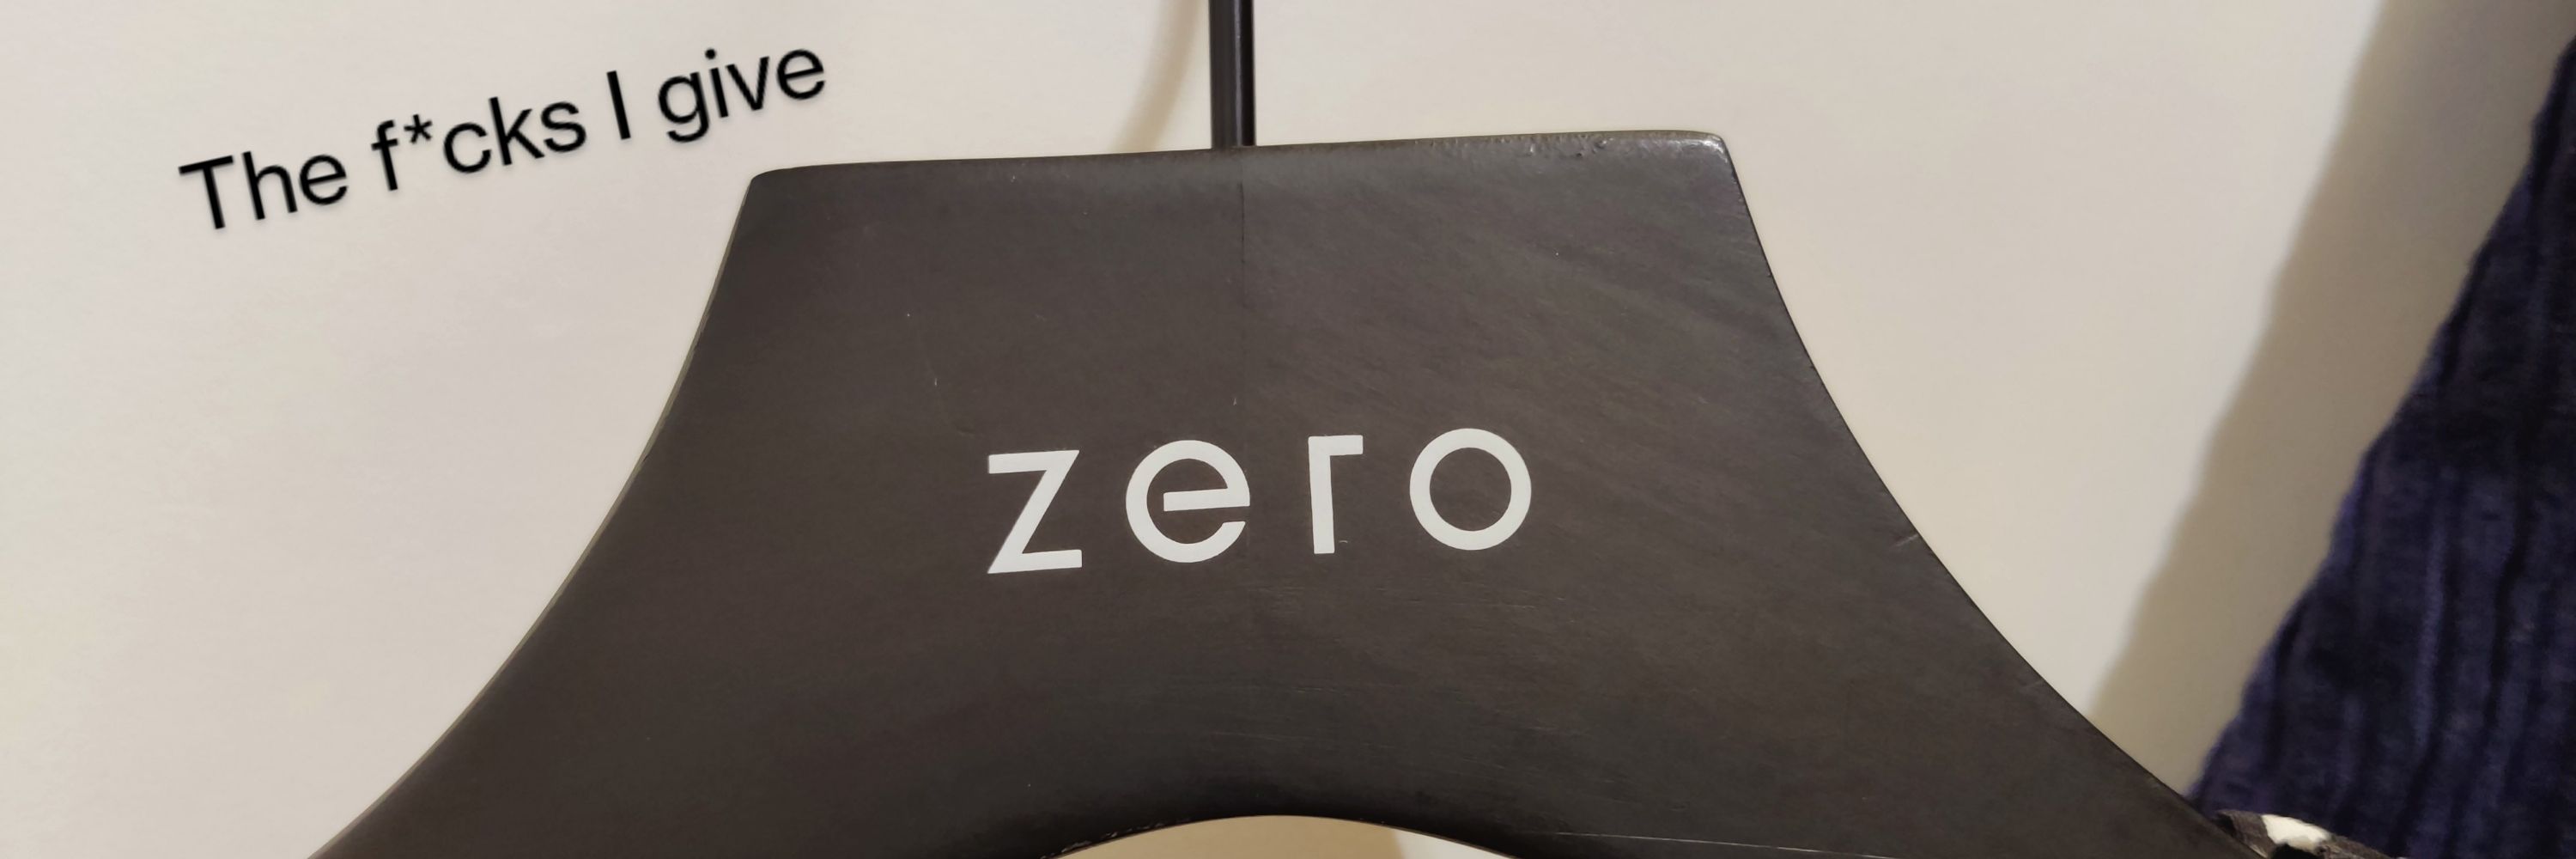 The f*cks I give
zero